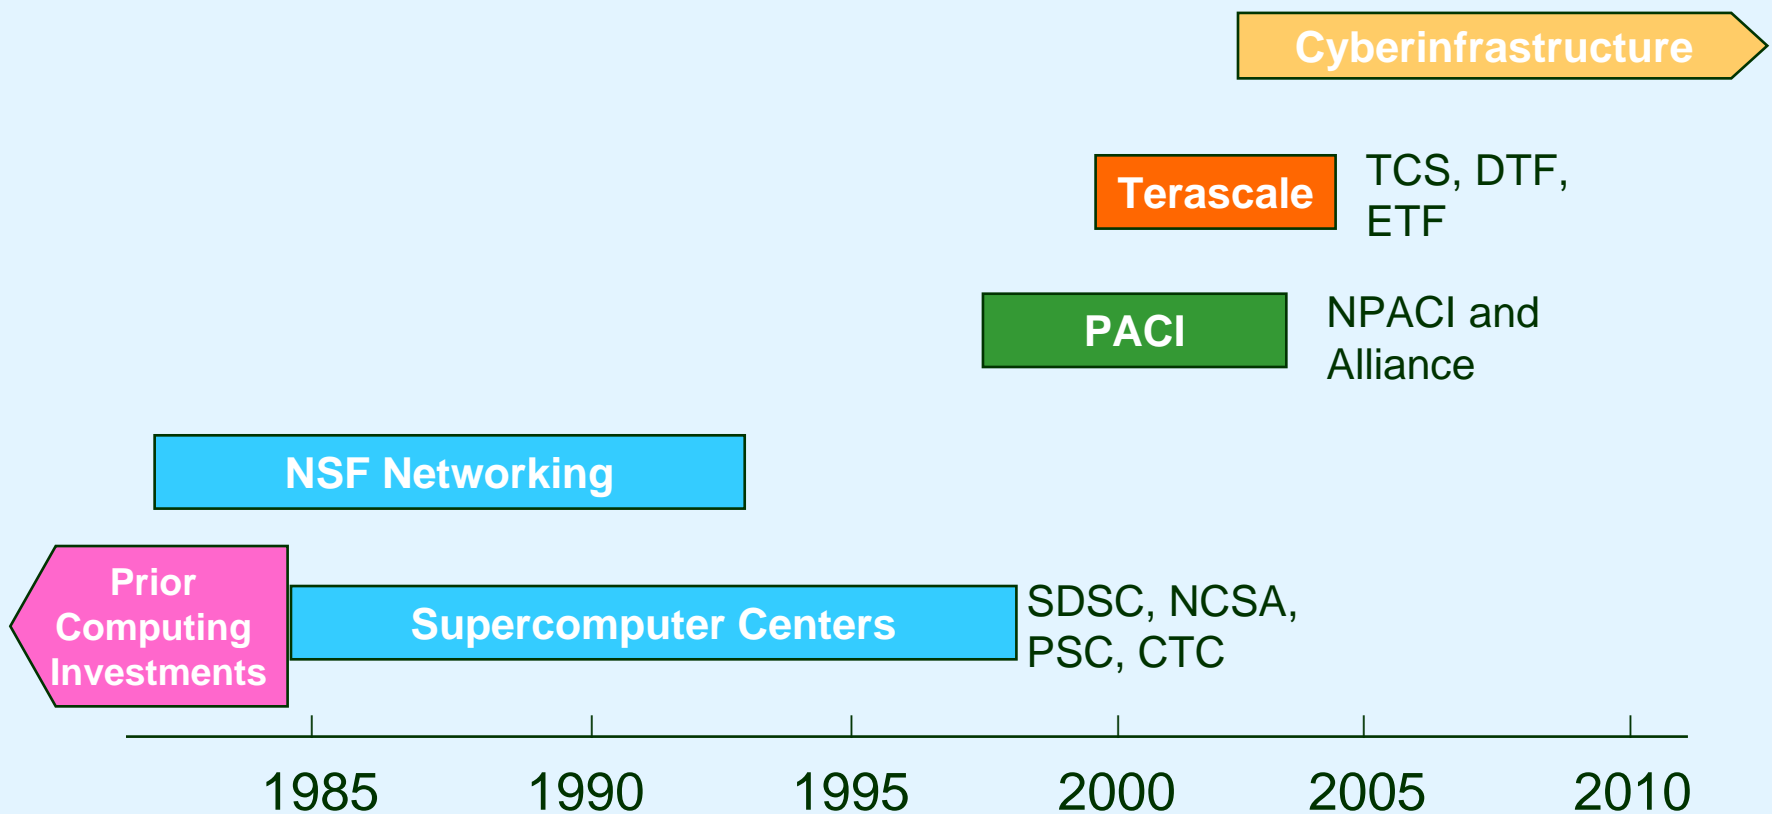 Cyberinfrastructure
Terascale
TCS, DTF,
ETF
PACI
NPACI and
Alliance
NSF Networking
Prior
Computing
Investments
Supercomputer Centers
SDSC, NCSA,
PSC, CTC
1985 1990 1995 2000 2005 2010